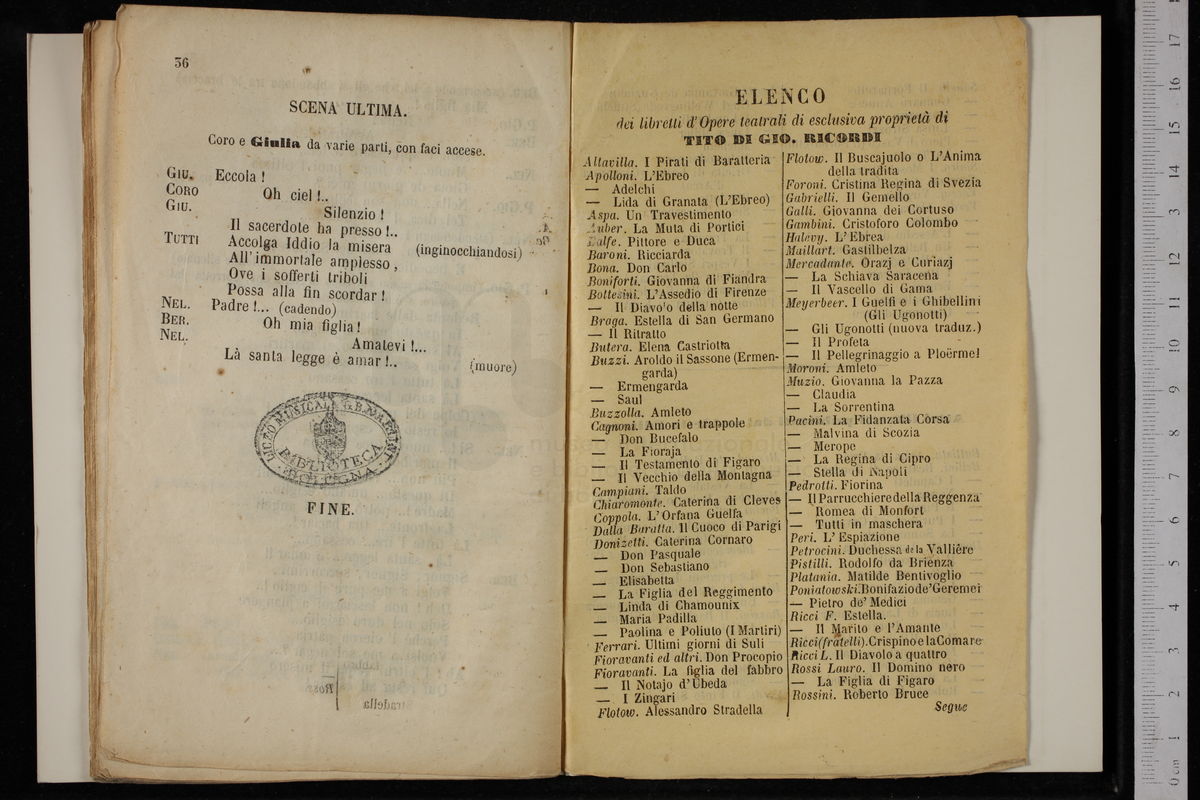 36
SCENA ULTIMA.
Coro e Giulia da varie parti, con faci accese.
GIU. Eccola !
CORO Oh ciel !..
GIU. Silenzio !
Il sacerdote ha presso !..
TUTTI Accolga Iddio la misera (inginocchiandosi)
All'immortale amplesso,
Ove i sofferti triboli
Possa alla fin scordar !
NEL. Padre !... (cadendo)
BER. Oh mia figlia !
NEL. Amatevi !...
Là santa legge è amar !.. (muore)
LICEO MUSICALE G.B. MARTINI
BIBLIOTECA
BOLOGNA
FINE.
ELENCO
dei libretti d'Opere teatrali di esclusiva proprietà di
TITO DI GIO. RICORDI
Altavilla. I Pirati di Baratteria
Apolloni. L'Ebreo
— Adelchi
— Lida di Granata (L'Ebreo)
Aspa. Un Travestimento
Auber. La Muta di Portici
Balfe. Pittore e Duca
Baroni. Ricciarda
Bona. Don Carlo
Boniforti. Giovanna di Fiandra
Bottesini. L'Assedio di Firenze
— Il Diavo'o della notte
Braga. Estella di San Germano
— Il Ritratto
Butera. Elena Castriotta
Buzzi. Aroldo il Sassone (Ermen-
garda)
— Ermengarda
— Saul
Buzzolla. Amleto
Cagnoni. Amori e trappole
— Don Bucefalo
— La Fioraja
— Il Testamento di Figaro
— Il Vecchio della Montagna
Campiani. Taldo
Chiaromonte. Caterina di Cleves
Coppola. L'Orfana Guelfa
Dalla Baratta. Il Cuoco di Parigi
Donizetti. Caterina Cornaro
— Don Pasquale
— Don Sebastiano
— Elisabetta
— La Figlia del Reggimento
— Linda di Chamounix
— Maria Padilla
— Paolina e Poliuto (I Martiri)
Ferrari. Ultimi giorni di Suli
Fioravanti ed altri. Don Procopio
Fioravanti. La figlia del fabbro
— Il Notajo d'Ubeda
— I Zingari
Flotow. Alessandro Stradella
Flotow. Il Buscajuolo o L'Anima
della tradita
Foroni. Cristina Regina di Svezia
Gabrielli. Il Gemello
Galli. Giovanna dei Cortuso
Gambini. Cristoforo Colombo
Halevy. L'Ebrea
Maillart. Gastilbelza
Mercadante. Orazj e Curiazj
— La Schiava Saracena
— Il Vascello di Gama
Meyerbeer. I Guelfi e i Ghibellini
(Gli Ugonotti)
— Gli Ugonotti (nuova traduz.)
— Il Profeta
— Il Pellegrinaggio a Ploërmel
Moroni. Amleto
Muzio. Giovanna la Pazza
— Claudia
— La Sorrentina
Pacini. La Fidanzata Còrsa
— Malvina di Scozia
— Merope
— La Regina di Cipro
— Stella di Napoli
Pedrotti. Fiorina
— Il Parrucchiere della Reggenza
— Romea di Monfort
— Tutti in maschera
Peri. L'Espiazione
Petrocini. Duchessa de la Vallière
Pistilli. Rodolfo da Brienza
Platania. Matilde Bentivoglio
Poniatowski. Bonifazio de' Geremei
— Pietro de' Medici
Ricci F. Estella.
— Il Marito e l'Amante
Ricci (fratelli). Crispino e la Comare
Ricci L. Il Diavolo a quattro
Rossi Lauro. Il Domino nero
— La Figlia di Figaro
Rossini. Roberto Bruce
Segue